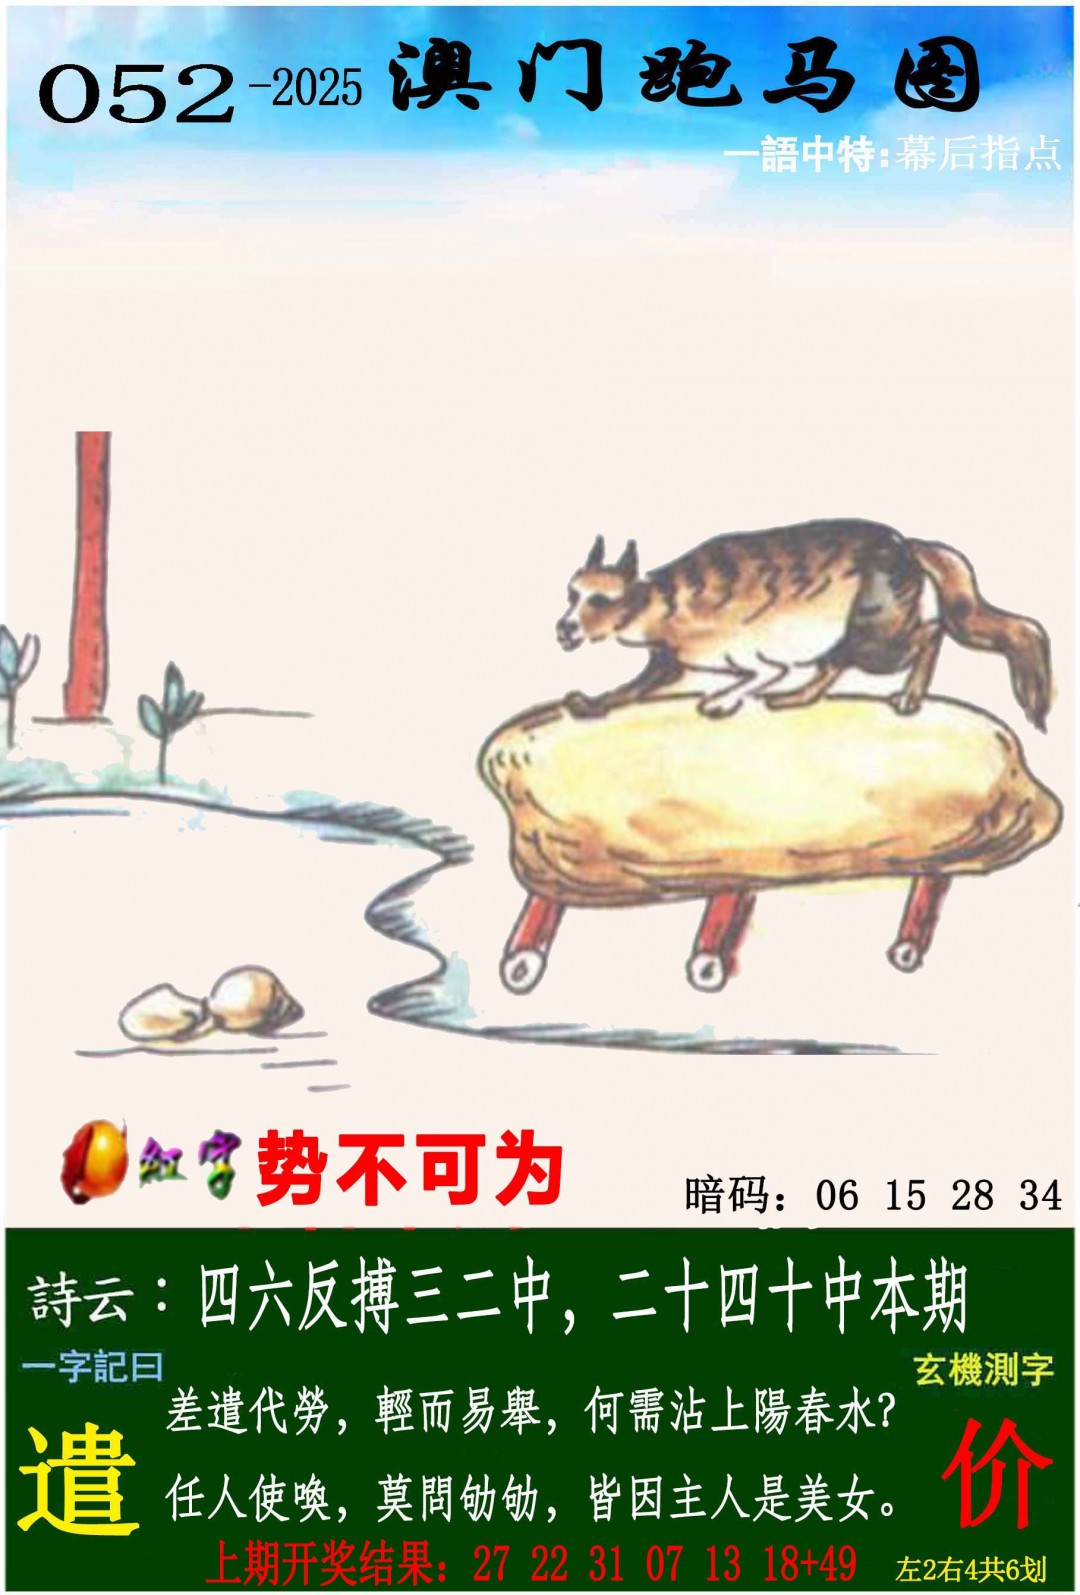 052-2025 澳门跑马图
一語中特:幕后指点
红字 势不可为
暗码：06 15 28 34
詩云：四六反搏三二中，二十四十中本期
一字記曰
玄機測字
差遣代勞，輕而易舉，何需沾上陽春水?
遣
价
任人使喚，莫問劬劬，皆因主人是美女。
上期开奖结果：27 22 31 07 13 18+49
左2右4共6划